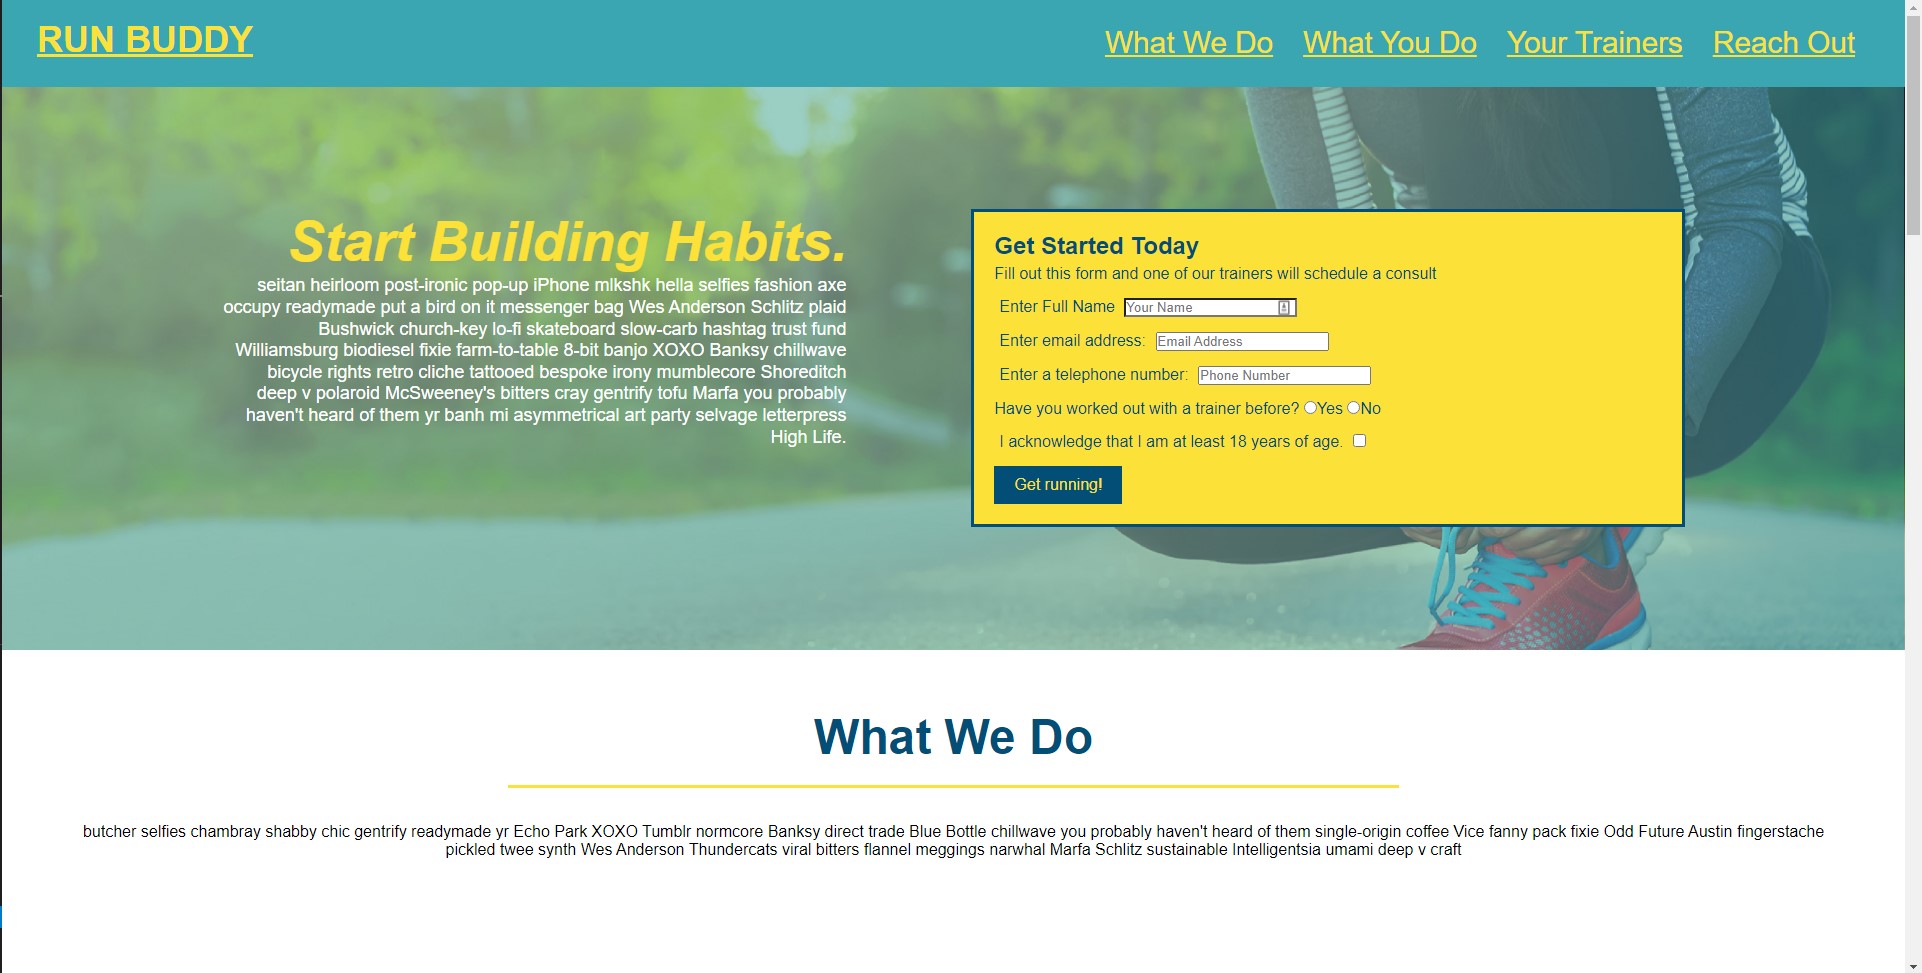 RUN BUDDY
What We Do What You Do Your Trainers Reach Out
Start Building Habits.
seitan heirloom post-ironic pop-up iPhone mlkshk hella selfies fashion axe
occupy readymade put a bird on it messenger bag Wes Anderson Schlitz plaid
Bushwick church-key lo-fi skateboard slow-carb hashtag trust fund
Williamsburg biodiesel fixie farm-to-table 8-bit banjo XOXO Banksy chillwave
bicycle rights retro cliche tattooed bespoke irony mumblecore Shoreditch
deep v polaroid McSweeney's bitters cray gentrify tofu Marfa you probably
haven't heard of them yr banh mi asymmetrical art party selvage letterpress
High Life.
Get Started Today
Fill out this form and one of our trainers will schedule a consult
Enter Full Name Your Name
Enter email address: Email Address
Enter a telephone number: Phone Number
Have you worked out with a trainer before? Yes No
I acknowledge that I am at least 18 years of age.
Get running!
What We Do
butcher selfies chambray shabby chic gentrify readymade yr Echo Park XOXO Tumblr normcore Banksy direct trade Blue Bottle chillwave you probably haven't heard of them single-origin coffee Vice fanny pack fixie Odd Future Austin fingerstache
pickled twee synth Wes Anderson Thundercats viral bitters flannel meggings narwhal Marfa Schlitz sustainable Intelligentsia umami deep v craft